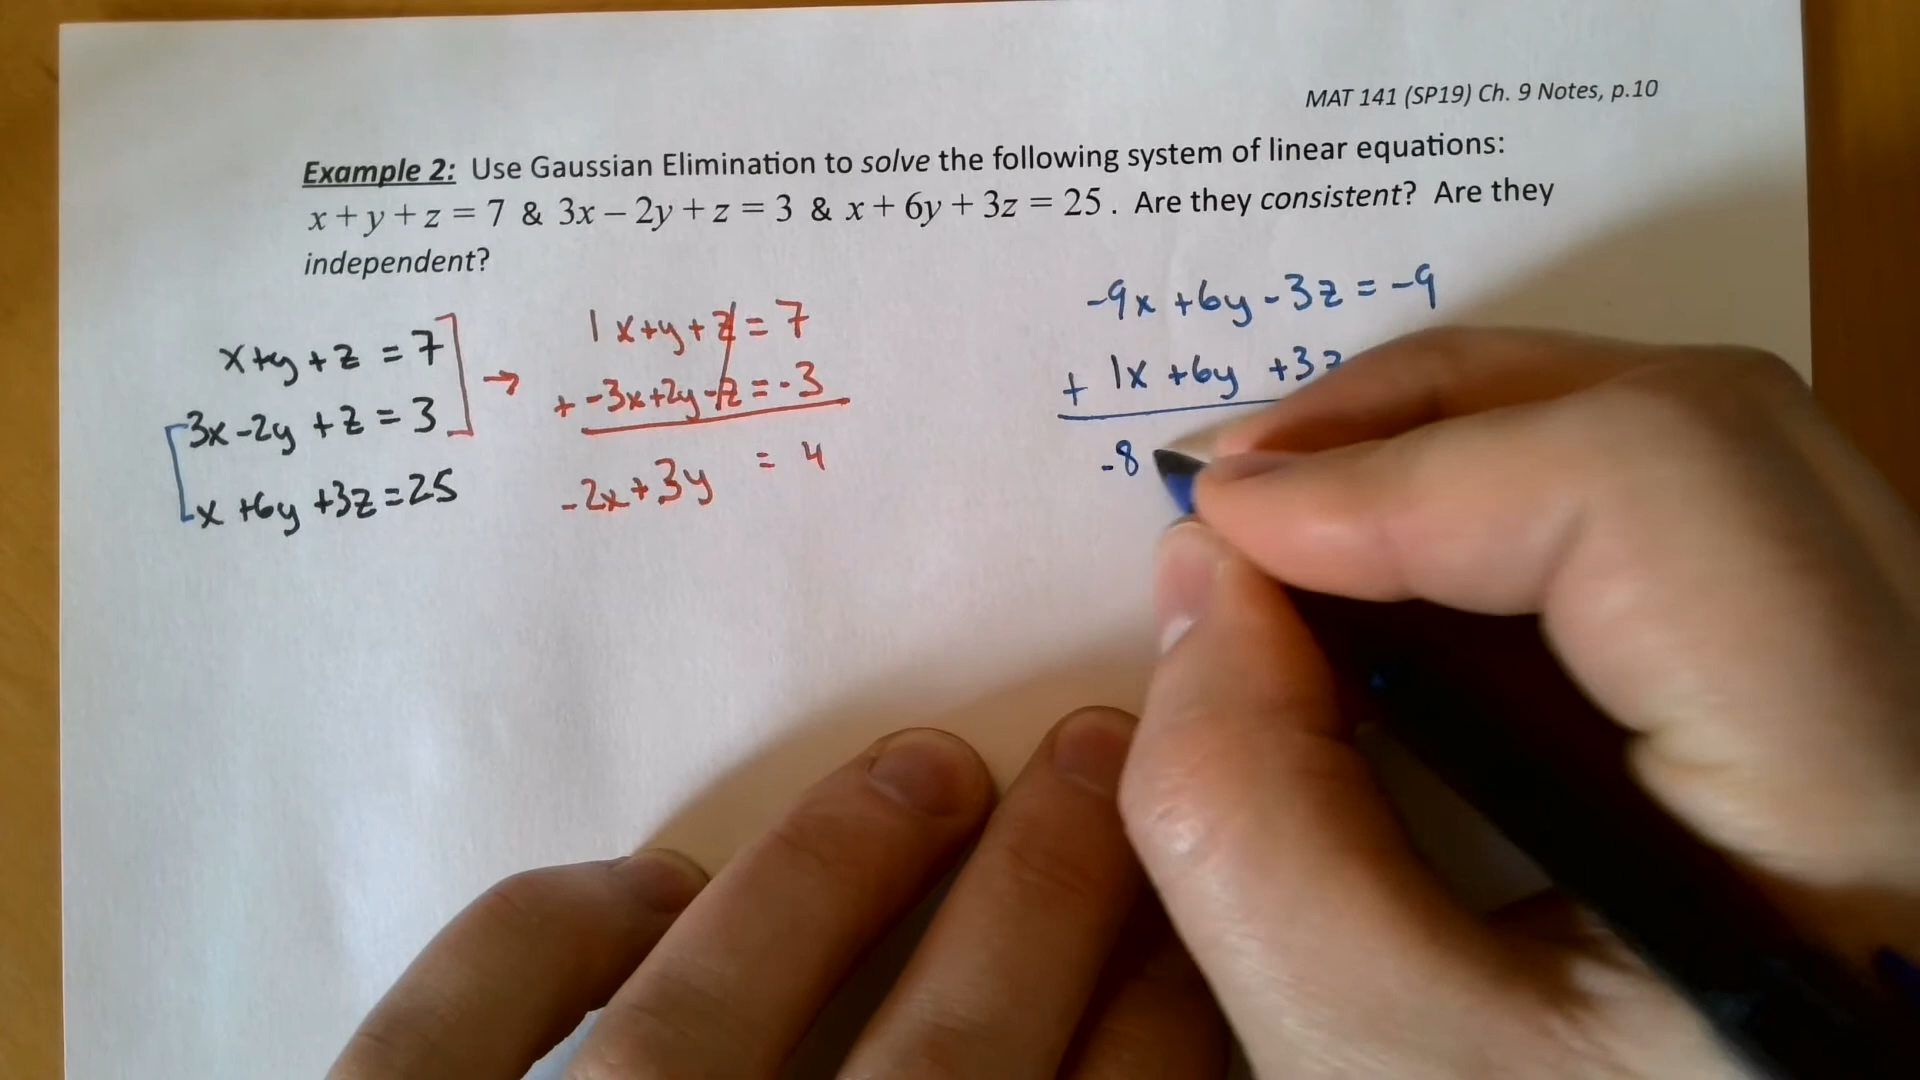 MAT 141 (SP19) Ch. 9 Notes, p.10
Example 2: Use Gaussian Elimination to solve the following system of linear equations:
x + y + z = 7 & 3x – 2y + z = 3 & x + 6y + 3z = 25 . Are they consistent? Are they
independent?
x+y+z = 7
3x-2y+z = 3
x+6y+3z=25
→
1x+y+z=7
+ -3x+2y-z=-3
-2x+3y = 4
-9x+6y-3z=-9
+ 1x+6y+3z
-8